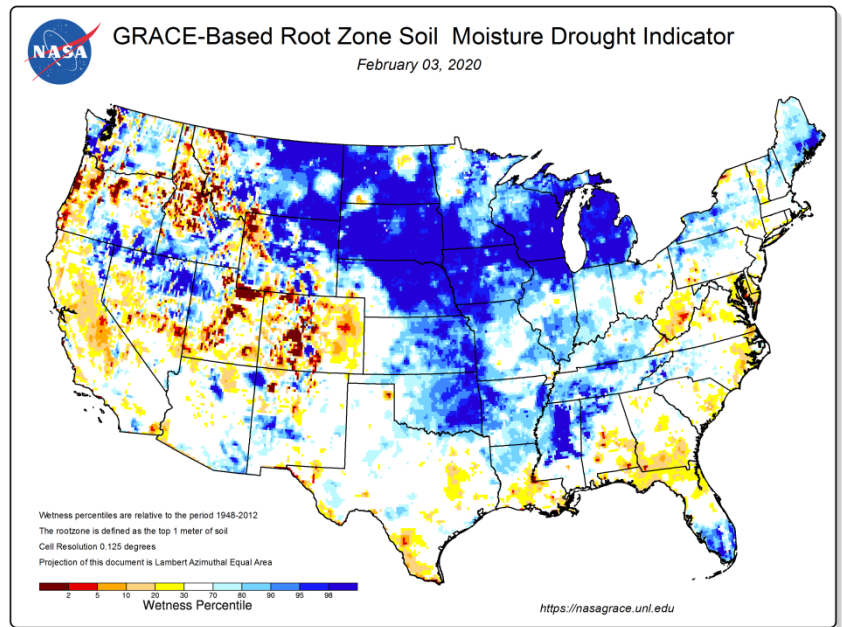 NASA
GRACE-Based Root Zone Soil Moisture Drought Indicator
February 03, 2020
Wetness percentiles are relative to the period 1948-2012
The rootzone is defined as the top 1 meter of soil
Cell Resolution 0.125 degrees
Projection of this document is Lambert Azimuthal Equal Area
2 5 10 20 30 70 80 90 95 98
Wetness Percentile
https://nasagrace.unl.edu